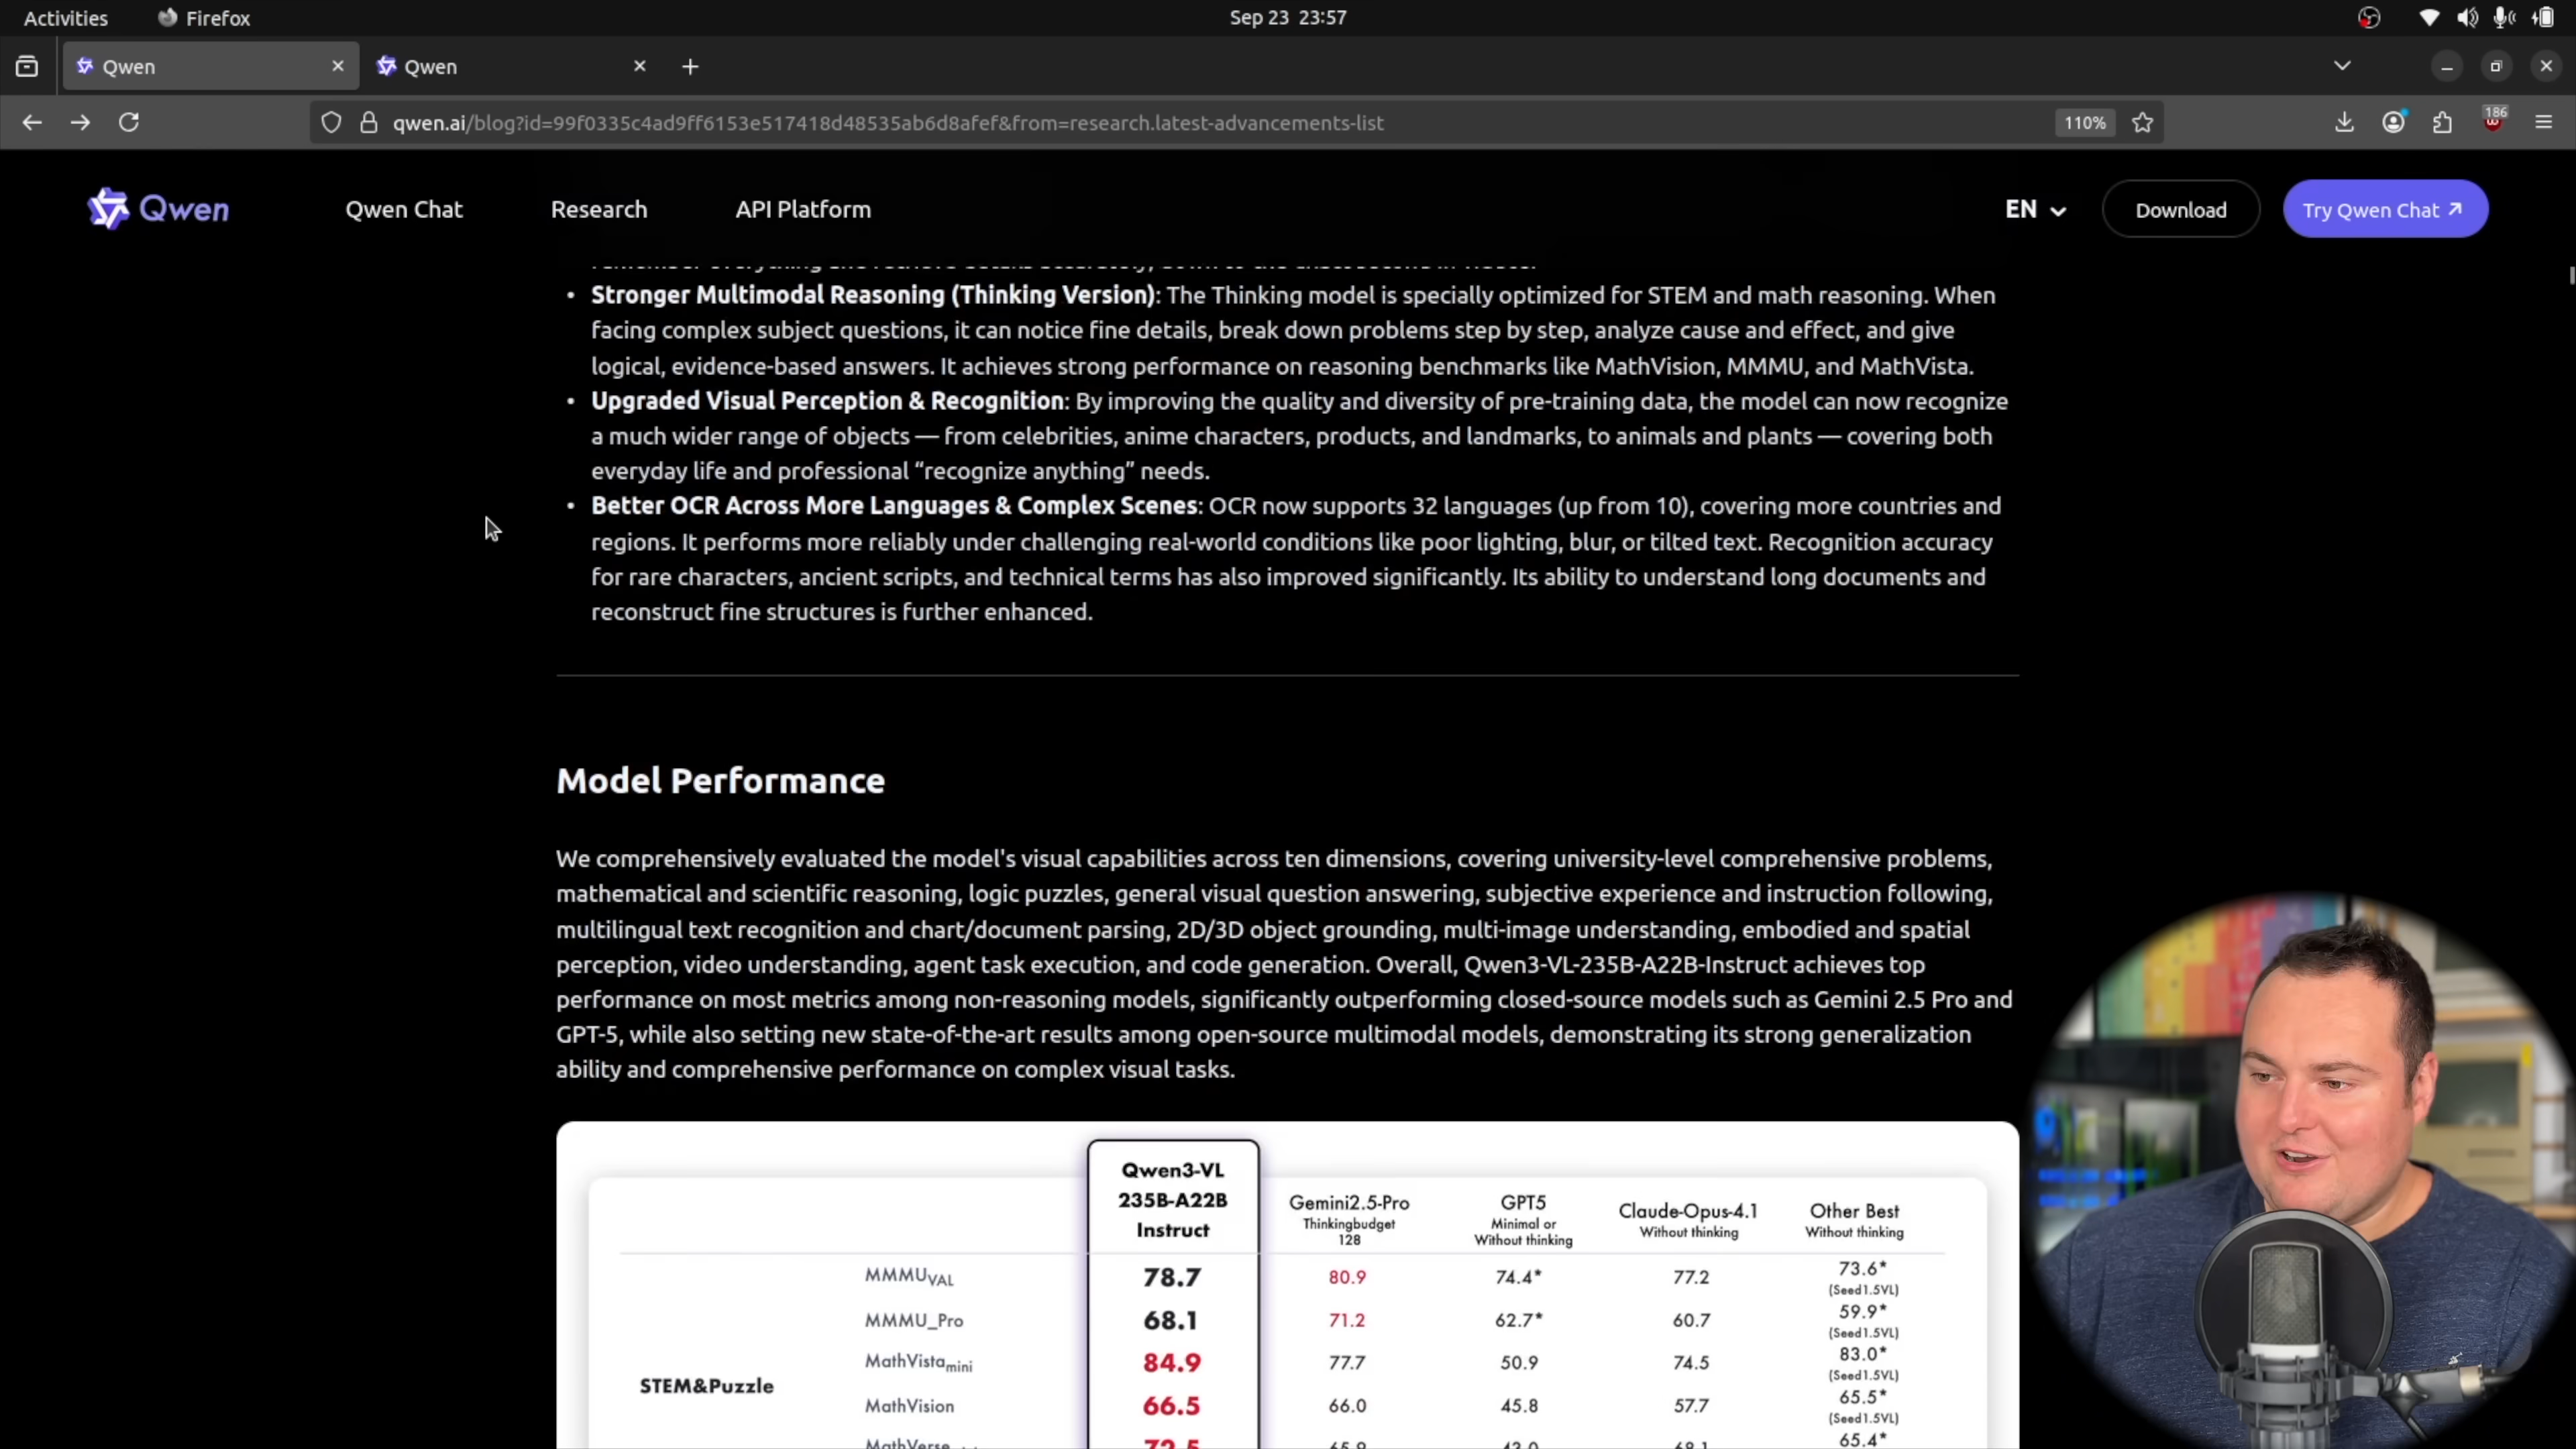 Activities
Firefox
Sep 23 23:57
Qwen
Qwen
qwen.ai/blog?id=99f0335c4ad9ff6153e517418d48535ab6d8afef&from=research.latest-advancements-list
110%
186
Qwen
Qwen Chat
Research
API Platform
EN
Download
Try Qwen Chat
• Stronger Multimodal Reasoning (Thinking Version): The Thinking model is specially optimized for STEM and math reasoning. When
facing complex subject questions, it can notice fine details, break down problems step by step, analyze cause and effect, and give
logical, evidence-based answers. It achieves strong performance on reasoning benchmarks like MathVision, MMMU, and MathVista.
• Upgraded Visual Perception & Recognition: By improving the quality and diversity of pre-training data, the model can now recognize
a much wider range of objects — from celebrities, anime characters, products, and landmarks, to animals and plants — covering both
everyday life and professional “recognize anything” needs.
• Better OCR Across More Languages & Complex Scenes: OCR now supports 32 languages (up from 10), covering more countries and
regions. It performs more reliably under challenging real-world conditions like poor lighting, blur, or tilted text. Recognition accuracy
for rare characters, ancient scripts, and technical terms has also improved significantly. Its ability to understand long documents and
reconstruct fine structures is further enhanced.
Model Performance
We comprehensively evaluated the model's visual capabilities across ten dimensions, covering university-level comprehensive problems,
mathematical and scientific reasoning, logic puzzles, general visual question answering, subjective experience and instruction following,
multilingual text recognition and chart/document parsing, 2D/3D object grounding, multi-image understanding, embodied and spatial
perception, video understanding, agent task execution, and code generation. Overall, Qwen3-VL-235B-A22B-Instruct achieves top
performance on most metrics among non-reasoning models, significantly outperforming closed-source models such as Gemini 2.5 Pro and
GPT-5, while also setting new state-of-the-art results among open-source multimodal models, demonstrating its strong generalization
ability and comprehensive performance on complex visual tasks.
Qwen3-VL
235B-A22B
Instruct
Gemini2.5-Pro
Thinkingbudget
128
GPT5
Minimal or
Without thinking
Claude-Opus-4.1
Without thinking
Other Best
Without thinking
STEM&Puzzle
MMMU VAL 78.7 80.9 74.4* 77.2 73.6*
(Seed1.5VL)
MMMU_Pro 68.1 71.2 62.7* 60.7 59.9*
(Seed1.5VL)
MathVista mini 84.9 77.7 50.9 74.5 83.0*
(Seed1.5VL)
MathVision 66.5 66.0 45.8 57.7 65.5*
(Seed1.5VL)
65.4*